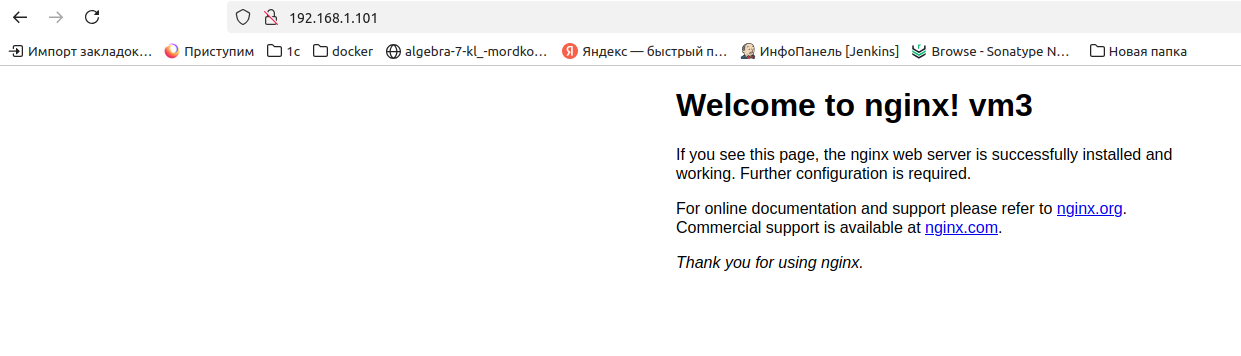 192.168.1.101
Импорт закладок… Приступим 1c docker algebra-7-kl_-mordko… Яндекс — быстрый п… ИнфоПанель [Jenkins] Browse - Sonatype N… Новая папка
Welcome to nginx! vm3
If you see this page, the nginx web server is successfully installed and
working. Further configuration is required.
For online documentation and support please refer to nginx.org.
Commercial support is available at nginx.com.
Thank you for using nginx.